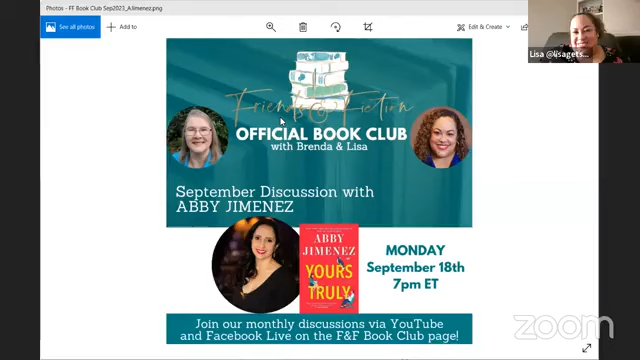 Photos - FF Book Club Sep2023_AJimenez.png
See all photos
Add to
Edit & Create
Lisa @lisagets...
Friends & Fiction
OFFICIAL BOOK CLUB
with Brenda & Lisa
September Discussion with
ABBY JIMENEZ
ABBY
JIMENEZ
YOURS
TRULY
MONDAY
September 18th
7pm ET
Join our monthly discussions via YouTube
and Facebook Live on the F&F Book Club page!
zoom